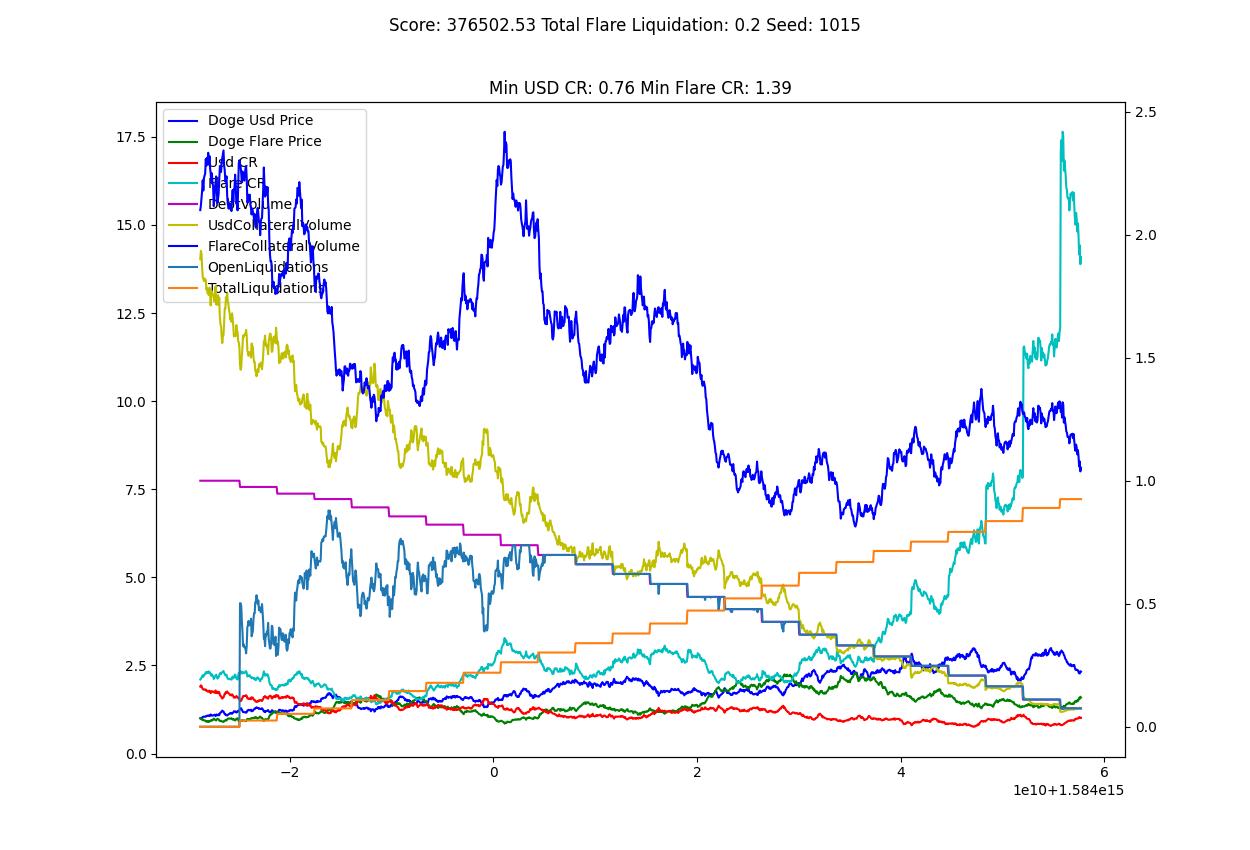 Score: 376502.53 Total Flare Liquidation: 0.2 Seed: 1015
Min USD CR: 0.76 Min Flare CR: 1.39
Doge Usd Price
Doge Flare Price
Usd CR
Flare CR
DebtVolume
UsdCollateralVolume
FlareCollateralVolume
OpenLiquidations
TotalLiquidations
17.5
15.0
12.5
10.0
7.5
5.0
2.5
0.0
2.5
2.0
1.5
1.0
0.5
0.0
−2
0
2
4
6
1e10+1.584e15